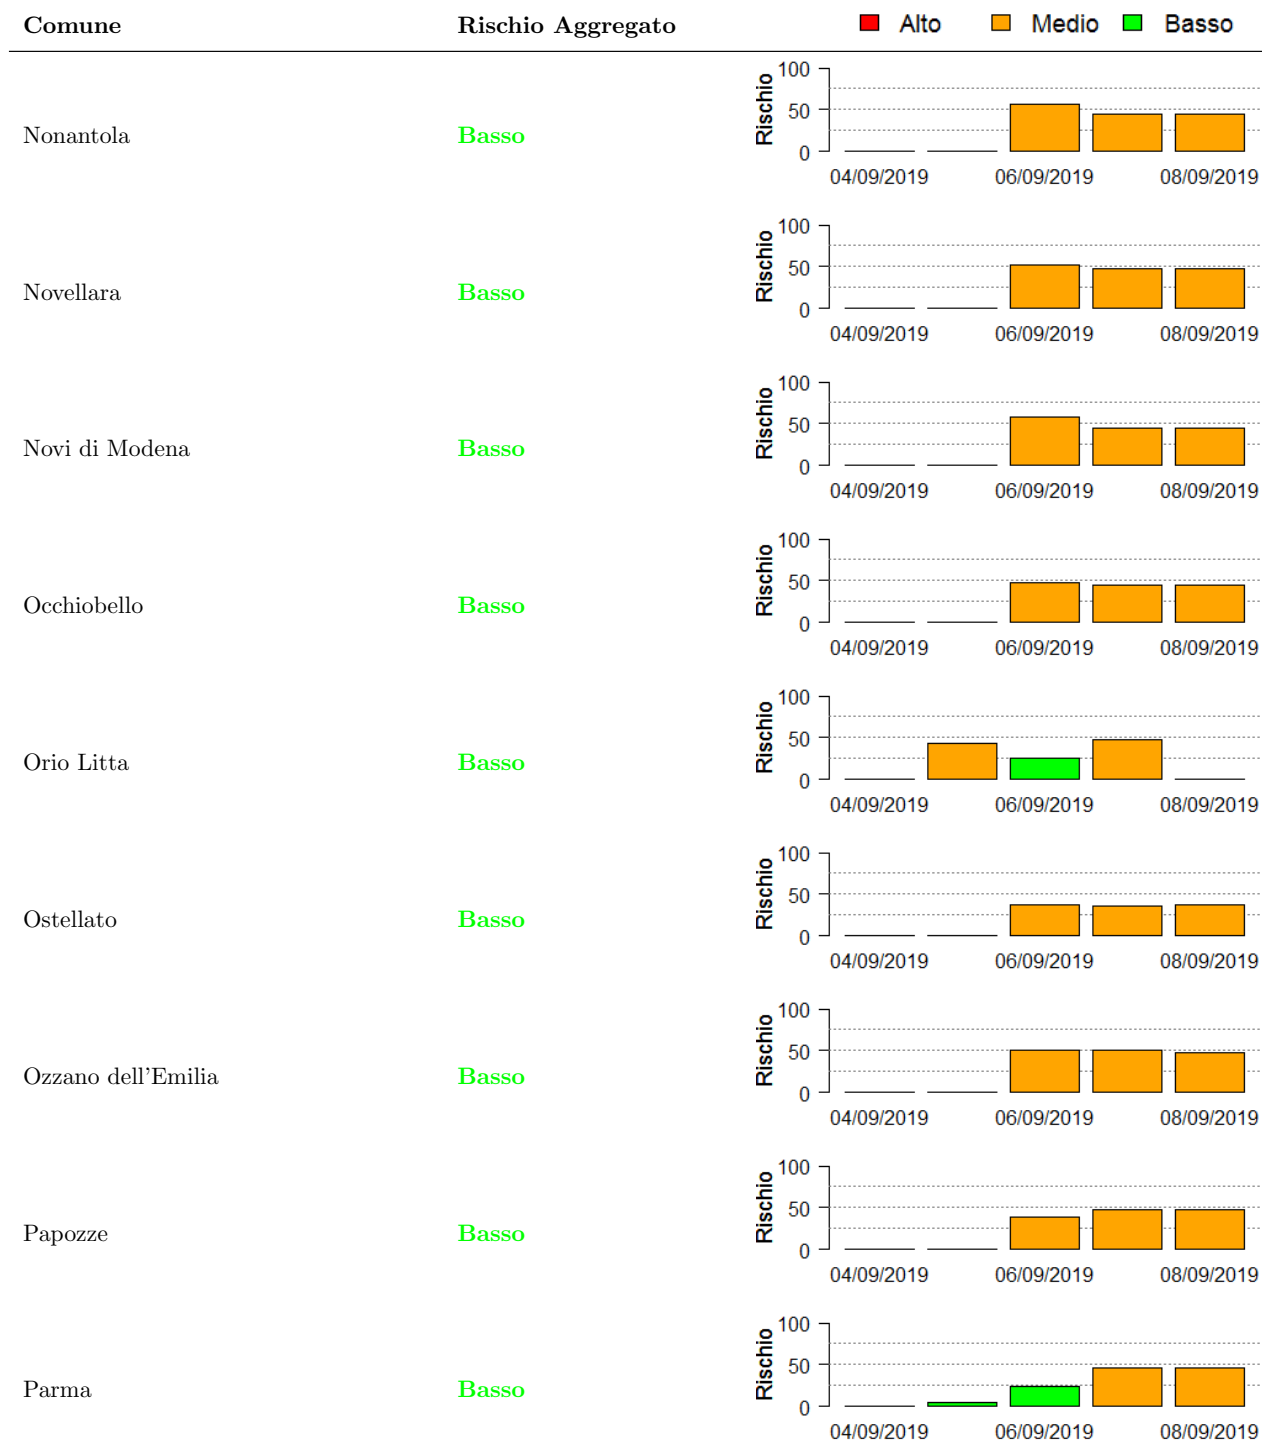 Comune Rischio Aggregato Alto Medio Basso
100
50
0
Rischio
Nonantola Basso
04/09/2019 06/09/2019 08/09/2019
100
50
0
Rischio
Novellara Basso
04/09/2019 06/09/2019 08/09/2019
100
50
0
Rischio
Novi di Modena Basso
04/09/2019 06/09/2019 08/09/2019
100
50
0
Rischio
Occhiobello Basso
04/09/2019 06/09/2019 08/09/2019
100
50
0
Rischio
Orio Litta Basso
04/09/2019 06/09/2019 08/09/2019
100
50
0
Rischio
Ostellato Basso
04/09/2019 06/09/2019 08/09/2019
100
50
0
Rischio
Ozzano dell'Emilia Basso
04/09/2019 06/09/2019 08/09/2019
100
50
0
Rischio
Papozze Basso
04/09/2019 06/09/2019 08/09/2019
100
50
0
Rischio
Parma Basso
04/09/2019 06/09/2019 08/09/2019